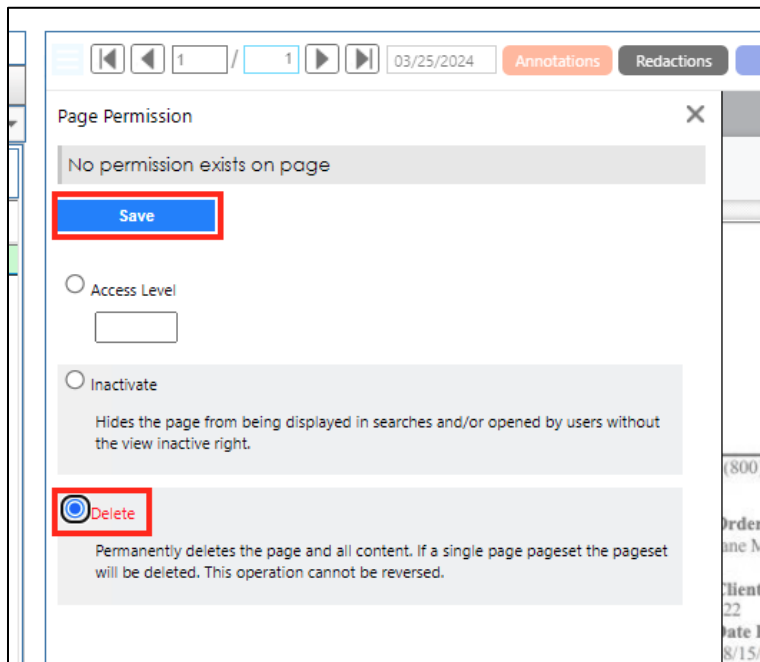 1 / 1 03/25/2024 Annotations Redactions
Page Permission
No permission exists on page
Save
Access Level
Inactivate
Hides the page from being displayed in searches and/or opened by users without
the view inactive right.
(800)
Delete
Permanently deletes the page and all content. If a single page pageset the pageset
will be deleted. This operation cannot be reversed.
22
8/15/